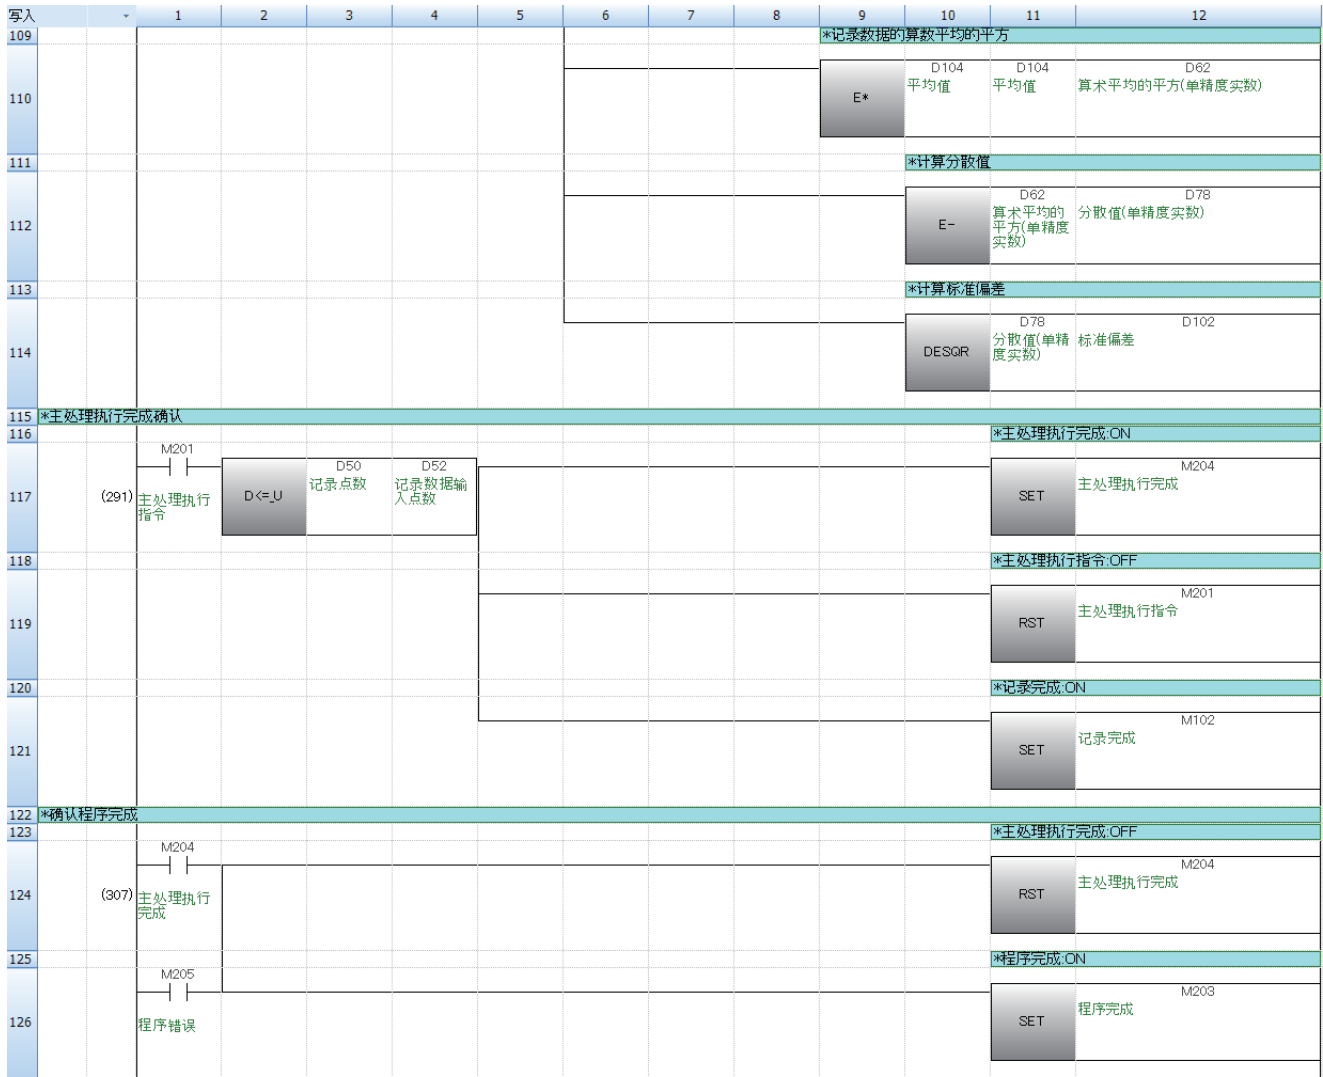 写入 1 2 3 4 5 6 7 8 9 10 11 12
109 *记录数据的算数平均的平方
D104 D104 D62
平均值 平均值 算术平均的平方(单精度实数)
110 E*
111 *计算分散值
D62 D78
算术平均的 分散值(单精度实数)
112 E- 平方(单精度
实数)
113 *计算标准偏差
D78 D102
分散值(单精 标准偏差
114 DESQR 度实数)
115 *主处理执行完成确认
116 *主处理执行完成:ON
M201 D50 D52 M204
记录点数 记录数据输 主处理执行完成
117 (291) 主处理执行 D<=_U 入点数 SET
指令
118 *主处理执行指令:OFF
M201
主处理执行指令
119 RST
120 *记录完成:ON
M102
记录完成
121 SET
122 *确认程序完成
123 *主处理执行完成:OFF
M204 M204
主处理执行完成
124 (307) 主处理执行 RST
完成
125 *程序完成:ON
M205 M203
程序完成
126 程序错误 SET